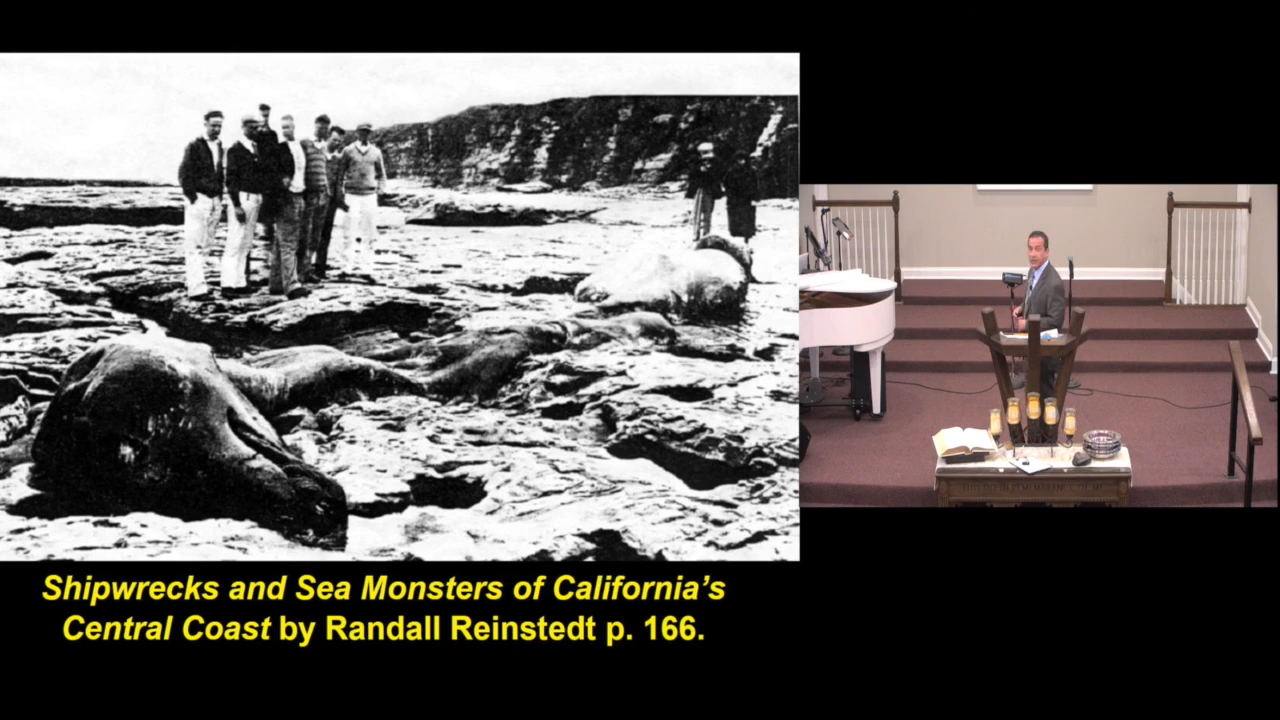 Shipwrecks and Sea Monsters of California's
Central Coast by Randall Reinstedt p. 166.